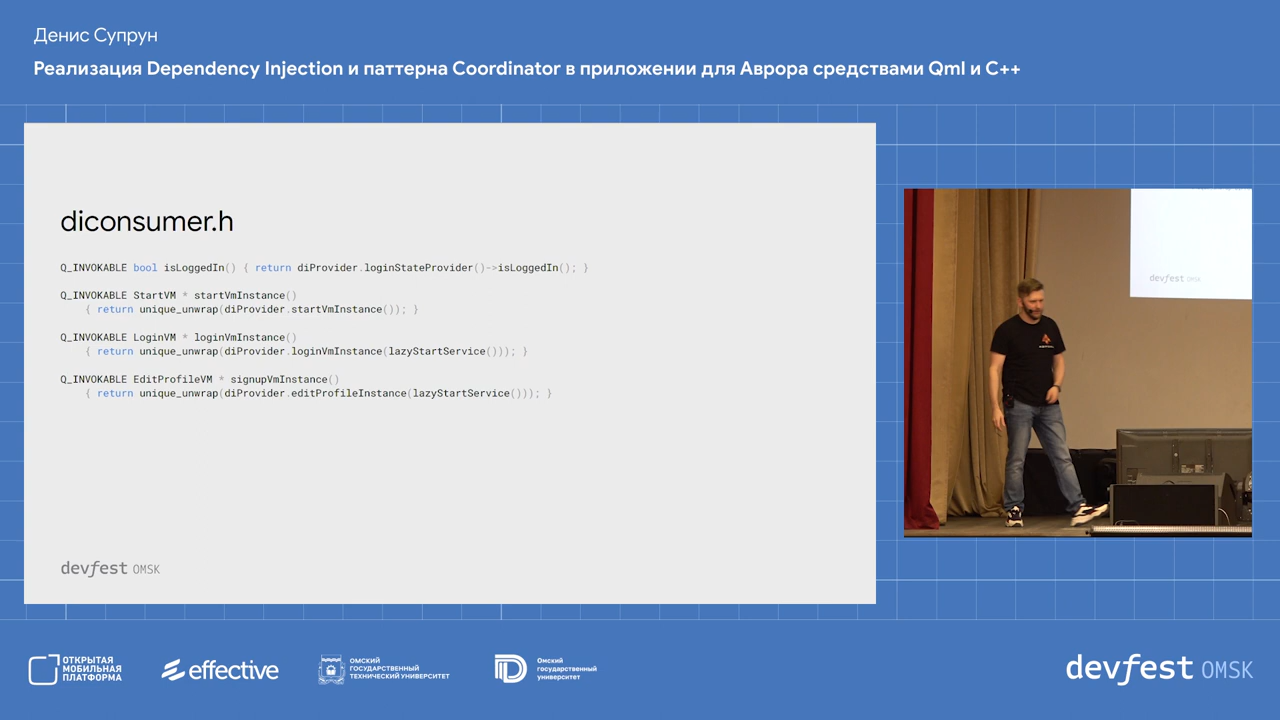 Денис Супрун
Реализация Dependency Injection и паттерна Coordinator в приложении для Аврора средствами Qml и C++
diconsumer.h
Q_INVOKABLE bool isLoggedIn() { return diProvider.loginStateProvider()->isLoggedIn(); }
Q_INVOKABLE StartVM * startVmInstance()
{ return unique_unwrap(diProvider.startVmInstance()); }
Q_INVOKABLE LoginVM * loginVmInstance()
{ return unique_unwrap(diProvider.loginVmInstance(lazyStartService())); }
Q_INVOKABLE EditProfileVM * signupVmInstance()
{ return unique_unwrap(diProvider.editProfileInstance(lazyStartService())); }
devfest OMSK
devfest OMSK
ОТКРЫТАЯ
МОБИЛЬНАЯ
ПЛАТФОРМА
effective
ОМСКИЙ
ГОСУДАРСТВЕННЫЙ
ТЕХНИЧЕСКИЙ УНИВЕРСИТЕТ
Омский
государственный
университет
devfest OMSK